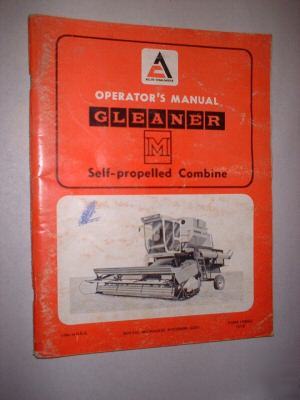 ALLIS-CHALMERS
OPERATOR'S MANUAL
GLEANER
M
Self-propelled Combine